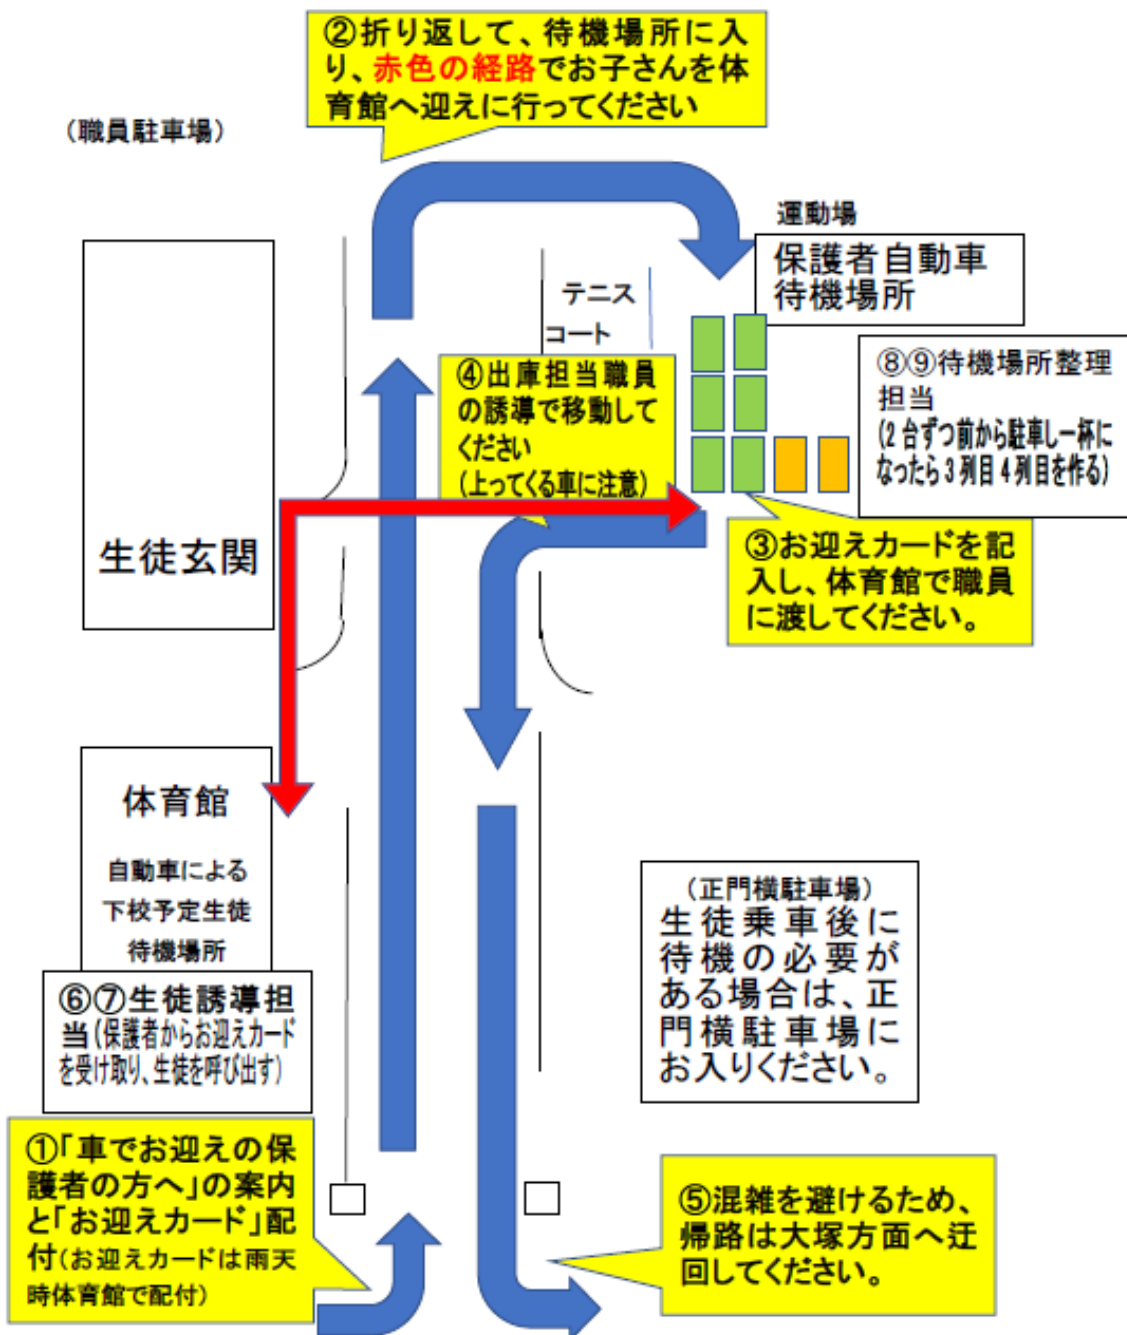 ②折り返して、待機場所に入
り、赤色の経路でお子さんを体
育館へ迎えに行ってください
（職員駐車場）
運動場
保護者自動車
待機場所
テニス
コート
④出庫担当職員
の誘導で移動して
ください
(上ってくる車に注意)
⑧⑨待機場所整理
担当
(2台ずつ前から駐車し一杯に
なったら3列目4列目を作る)
生徒玄関
③お迎えカードを記
入し、体育館で職員
に渡してください。
体育館
自動車による
下校予定生徒
待機場所
⑥⑦生徒誘導担
当(保護者からお迎えカード
を受け取り、生徒を呼び出す)
（正門横駐車場）
生徒乗車後に
待機の必要が
ある場合は、正
門横駐車場に
お入りください。
①「車でお迎えの保
護者の方へ」の案内
と「お迎えカード」配
付(お迎えカードは雨天
時体育館で配付)
⑤混雑を避けるため、
帰路は大塚方面へ迂
回してください。